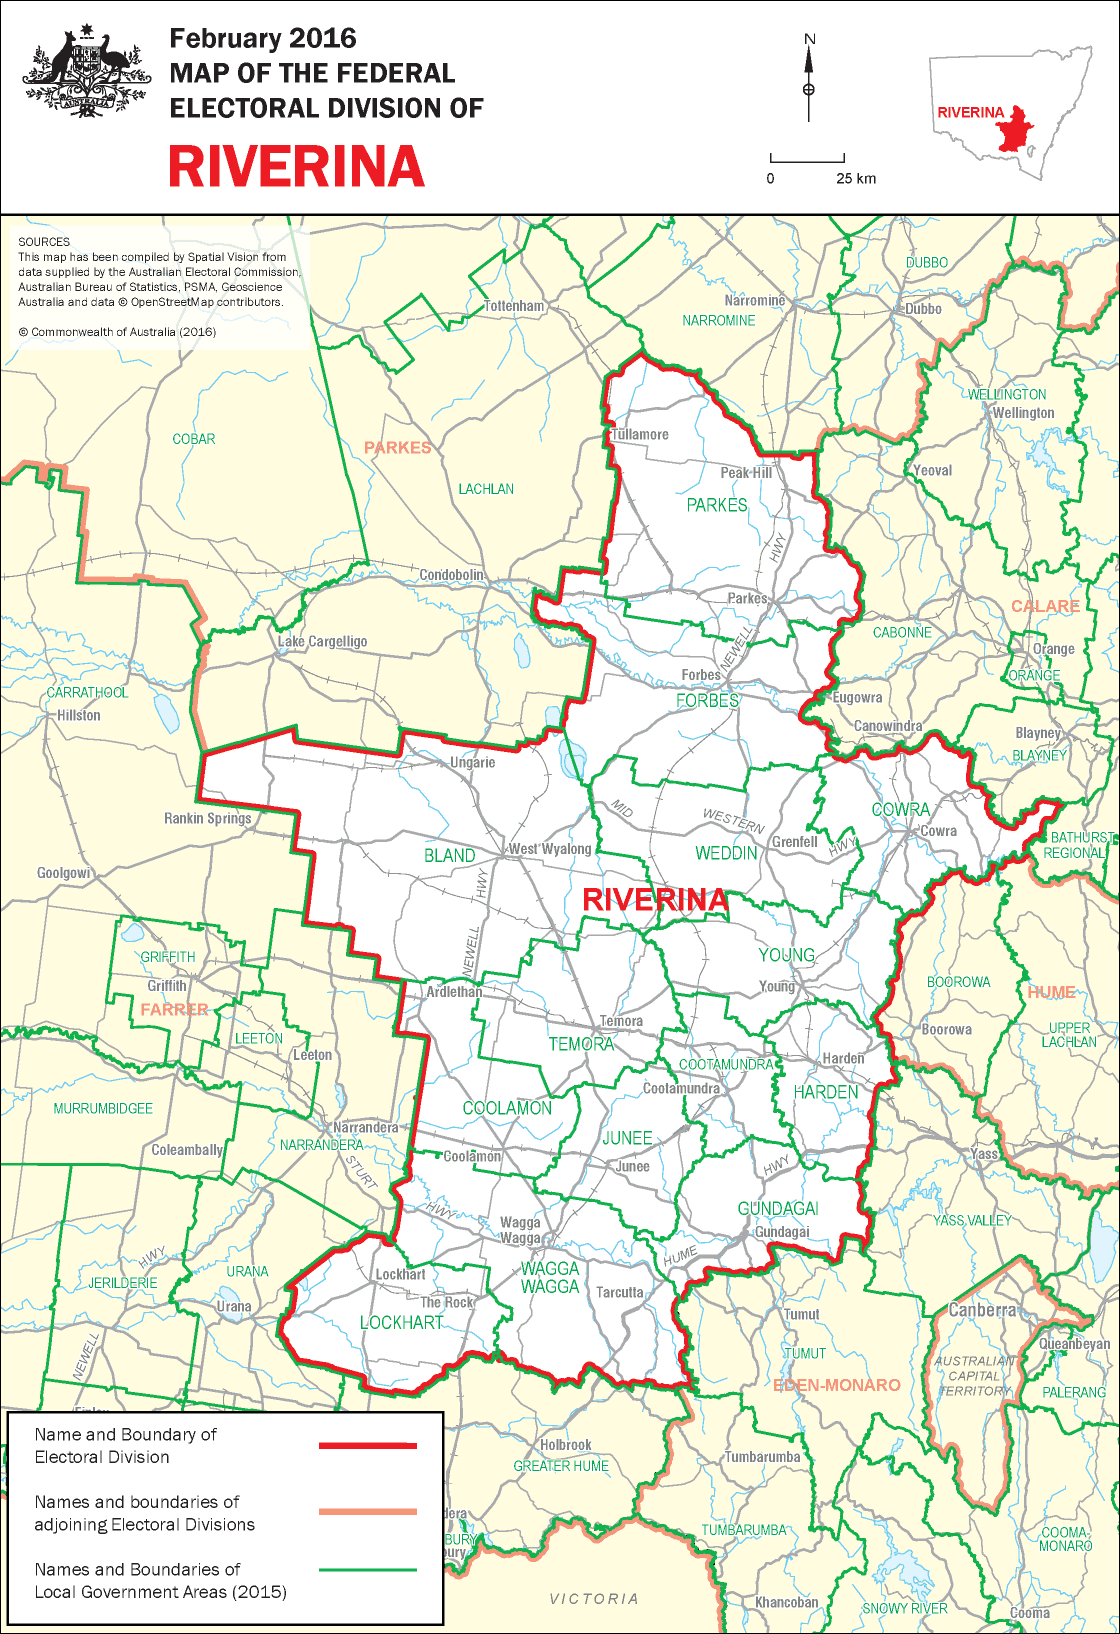 February 2016
MAP OF THE FEDERAL
ELECTORAL DIVISION OF
RIVERINA
AUSTRALIA
N
0 25 km
RIVERINA
SOURCES
This map has been compiled by Spatial Vision from
data supplied by the Australian Electoral Commission,
Australian Bureau of Statistics, PSMA, Geoscience
Australia and data © OpenStreetMap contributors.
© Commonwealth of Australia (2016)
DUBBO
Tottenham
Narromine
Dubbo
NARROMINE
WELLINGTON
Wellington
COBAR
PARKES
Tullamore
Peak Hill
Yeoval
LACHLAN
PARKES
HWY
Condobolin
Parkes
CALARE
CABONNE
NEWELL
Lake Cargelligo
Orange
ORANGE
Forbes
FORBES
CARRATHOOL
Hillston
Eugowra
Canowindra
Blayney
BLAYNEY
Ungarie
Rankin Springs
MID
WESTERN
HWY
COWRA
Cowra
Grenfell
BATHURST
REGIONAL
BLAND
West Wyalong
WEDDIN
Goolgowi
HWY
RIVERINA
NEWELL
GRIFFITH
Griffith
FARRER
YOUNG
Young
BOOROWA
HUME
Ardlethan
Boorowa
UPPER
LACHLAN
Temora
TEMORA
LEETON
Leeton
COOTAMUNDRA
Cootamundra
Harden
HARDEN
MURRUMBIDGEE
COOLAMON
Narrandera
NARRANDERA
JUNEE
Coleambally
Coolamon
Junee
HWY
Yass
STURT
HWY
GUNDAGAI
Gundagai
YASS VALLEY
Wagga
Wagga
HUME
HWY
WAGGA
WAGGA
JERILDERIE
URANA
Urana
Lockhart
The Rock
LOCKHART
Tarcutta
Tumut
Canberra
Queanbeyan
NEWELL
TUMUT
EDEN-MONARO
AUSTRALIAN
CAPITAL
TERRITORY
PALERANG
Name and Boundary of
Electoral Division
Names and boundaries of
adjoining Electoral Divisions
Names and Boundaries of
Local Government Areas (2015)
Holbrook
GREATER HUME
Tumbarumba
TUMBARUMBA
COOMA-
MONARO
VICTORIA
Khancoban
SNOWY RIVER
Cooma